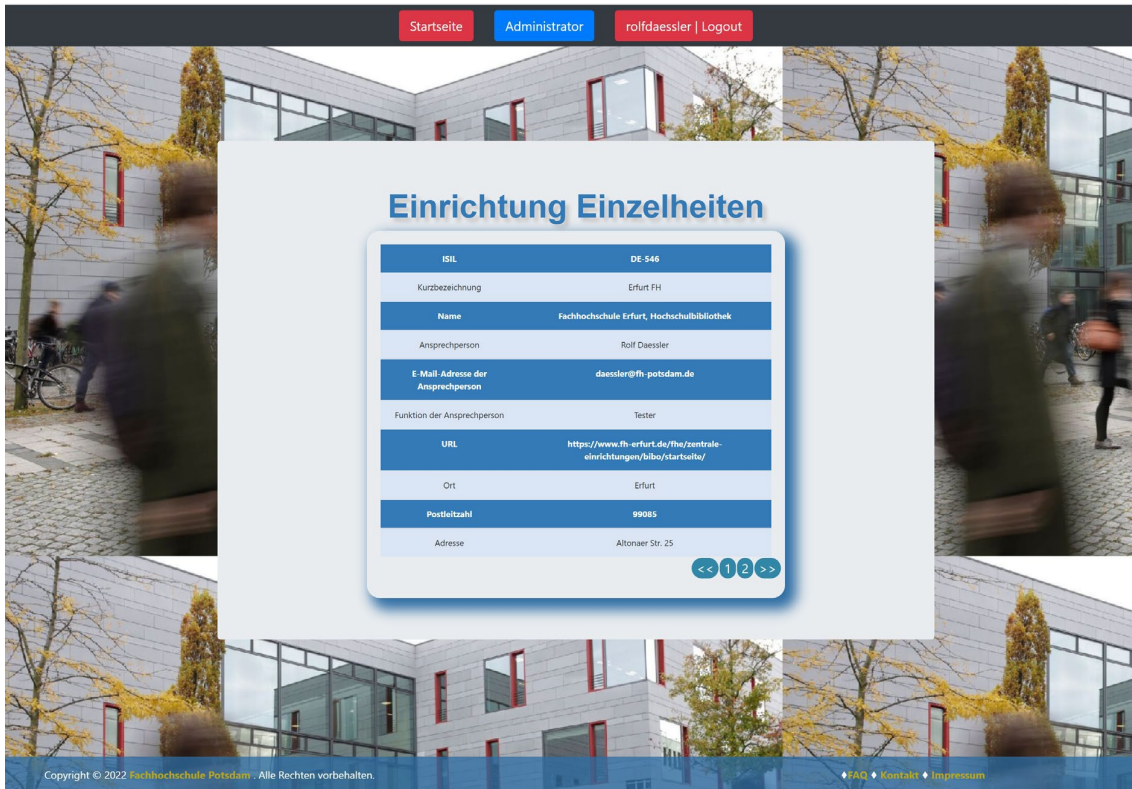 Startseite Administrator rolfdaessler | Logout
Einrichtung Einzelheiten
ISIL DE-546
Kurzbezeichnung Erfurt FH
Name Fachhochschule Erfurt, Hochschulbibliothek
Ansprechperson Rolf Daessler
E-Mail-Adresse der daessler@fh-potsdam.de
Ansprechperson
Funktion der Ansprechperson Tester
URL https://www.fh-erfurt.de/fhe/zentrale-
einrichtungen/bibo/startseite/
Ort Erfurt
Postleitzahl 99085
Adresse Altonaer Str. 25
<< 1 2 >>
Copyright © 2022 Fachhochschule Potsdam . Alle Rechten vorbehalten. ♦FAQ ♦ Kontakt ♦ Impressum